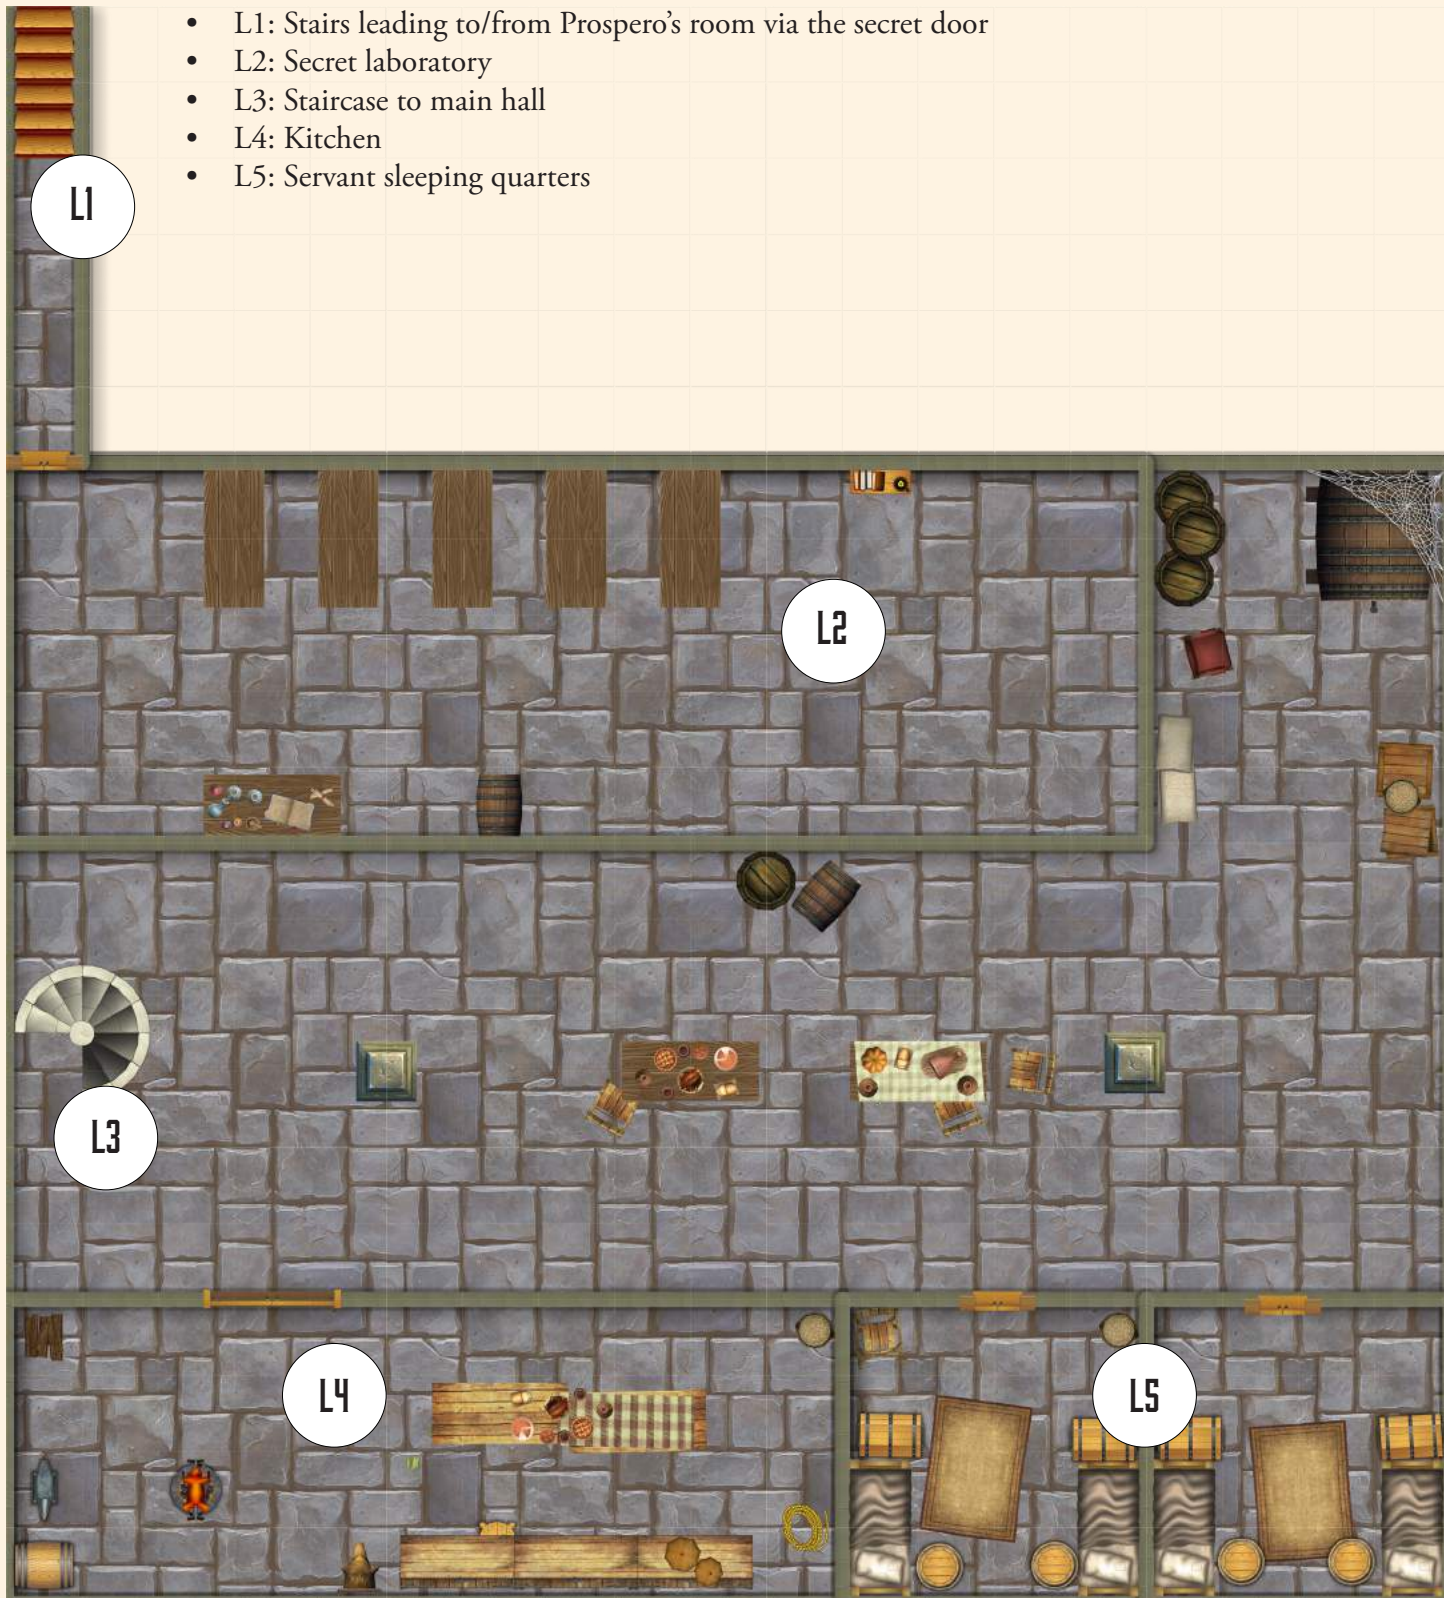 • L1: Stairs leading to/from Prospero’s room via the secret door
• L2: Secret laboratory
• L3: Staircase to main hall
• L4: Kitchen
• L5: Servant sleeping quarters
L1
L2
L3
L4
L5